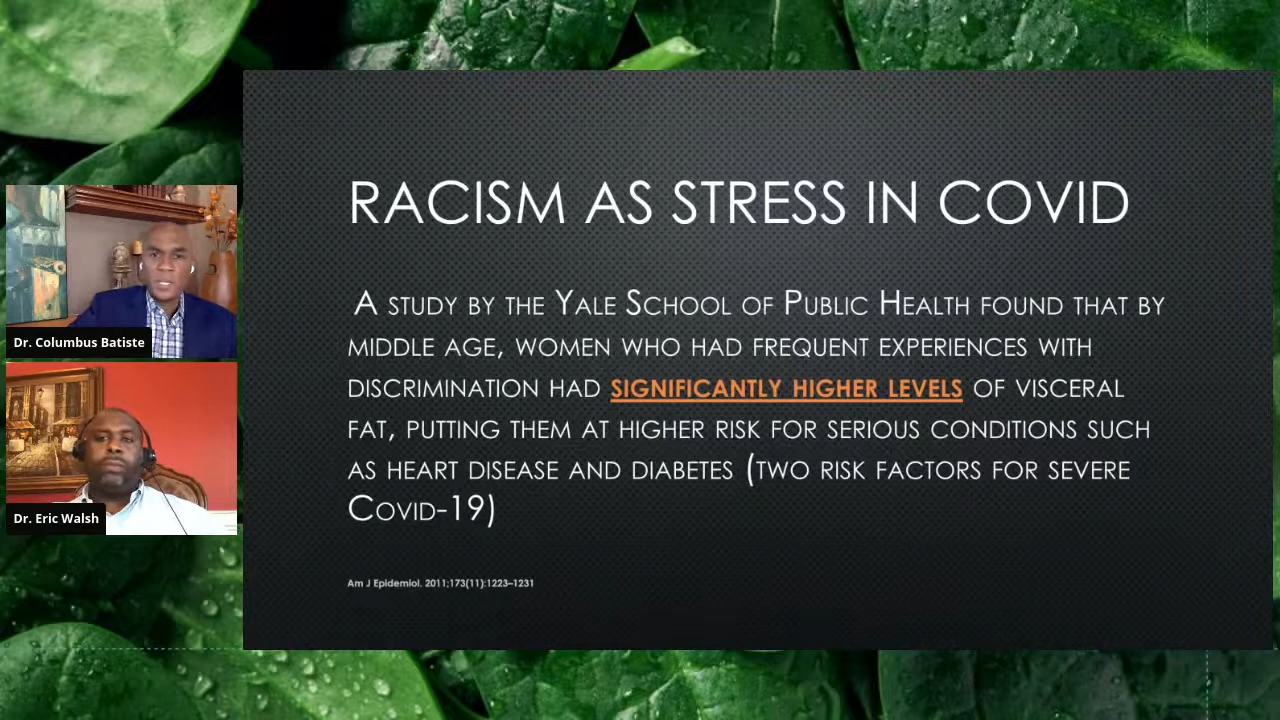 RACISM AS STRESS IN COVID
A STUDY BY THE YALE SCHOOL OF PUBLIC HEALTH FOUND THAT BY
MIDDLE AGE, WOMEN WHO HAD FREQUENT EXPERIENCES WITH
DISCRIMINATION HAD SIGNIFICANTLY HIGHER LEVELS OF VISCERAL
FAT, PUTTING THEM AT HIGHER RISK FOR SERIOUS CONDITIONS SUCH
AS HEART DISEASE AND DIABETES (TWO RISK FACTORS FOR SEVERE
COVID-19)
Am J Epidemiol. 2011;173(11):1223–1231
Dr. Columbus Batiste
Dr. Eric Walsh